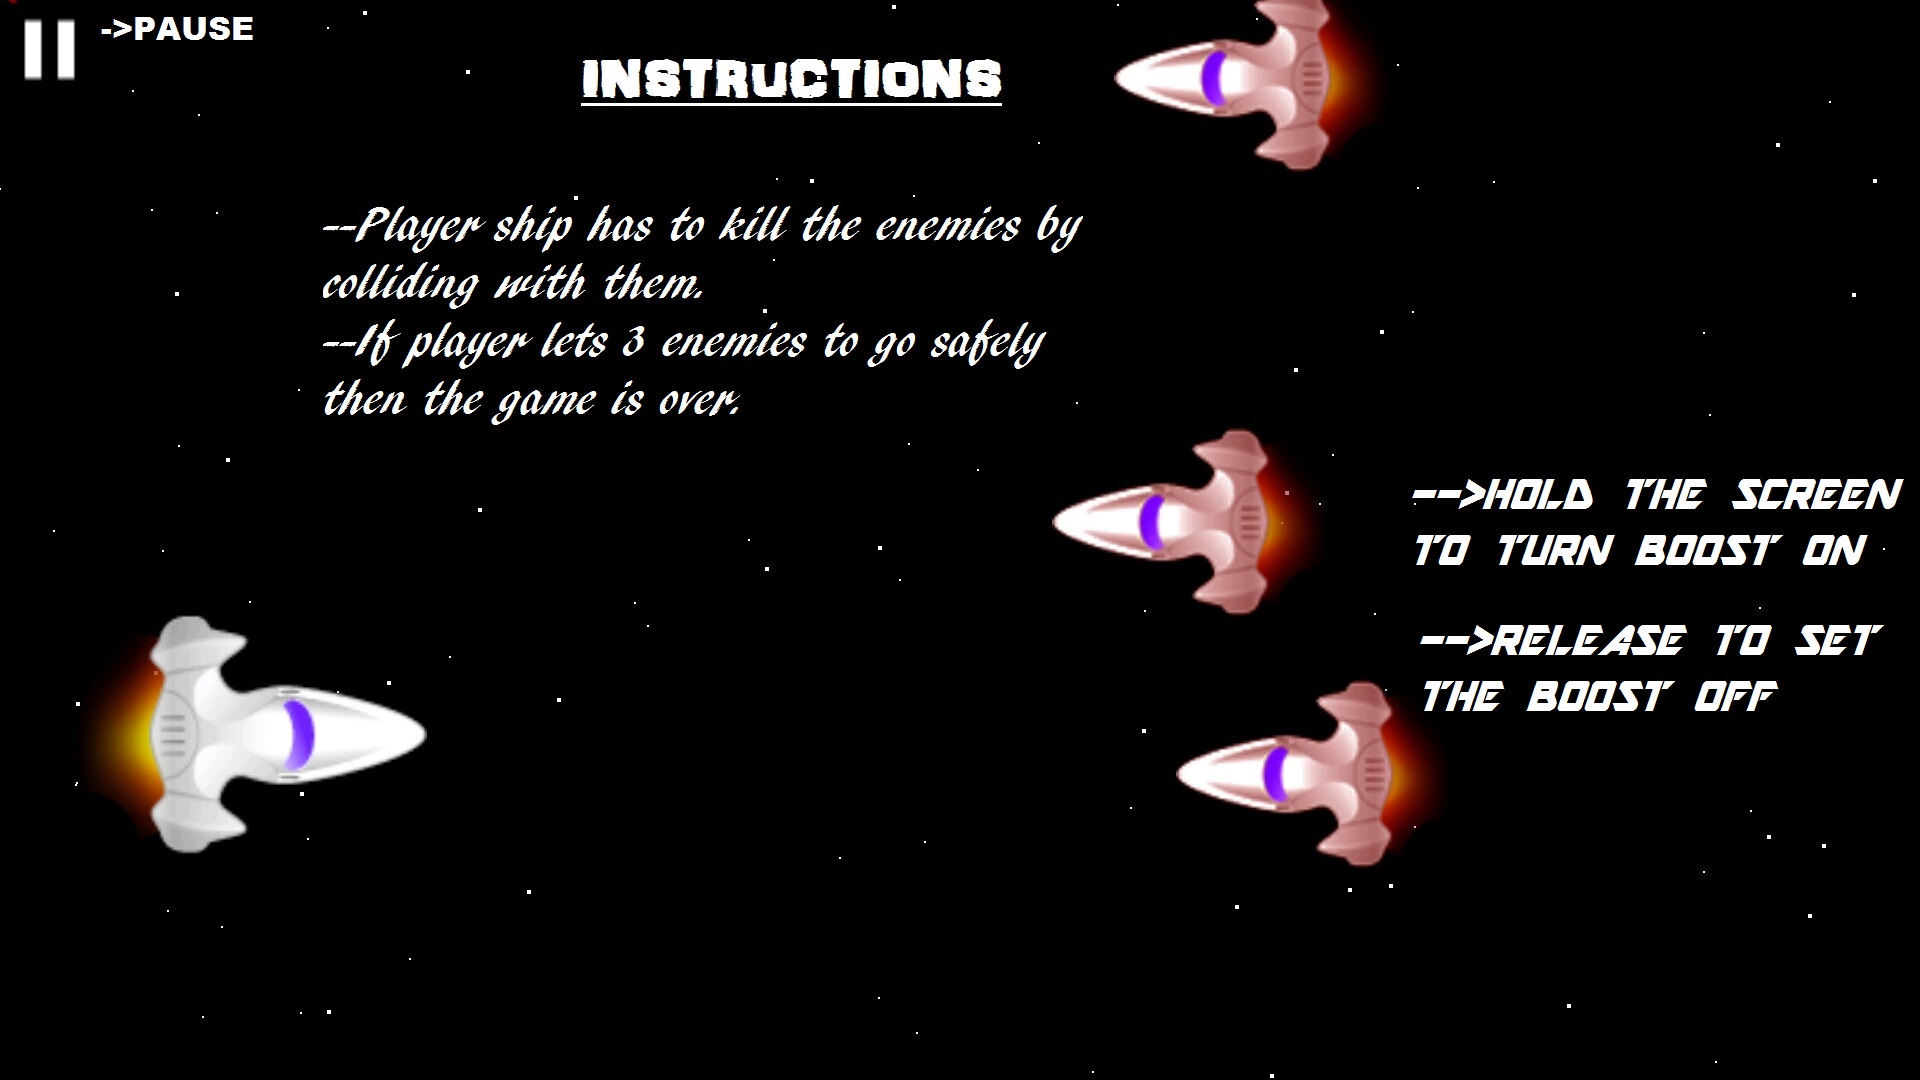 ->PAUSE
INSTRUCTIONS
--Player ship has to kill the enemies by
colliding with them.
--If player lets 3 enemies to go safely
then the game is over.
-->HOLD THE SCREEN
TO TURN BOOST ON
-->RELEASE TO SET
THE BOOST OFF